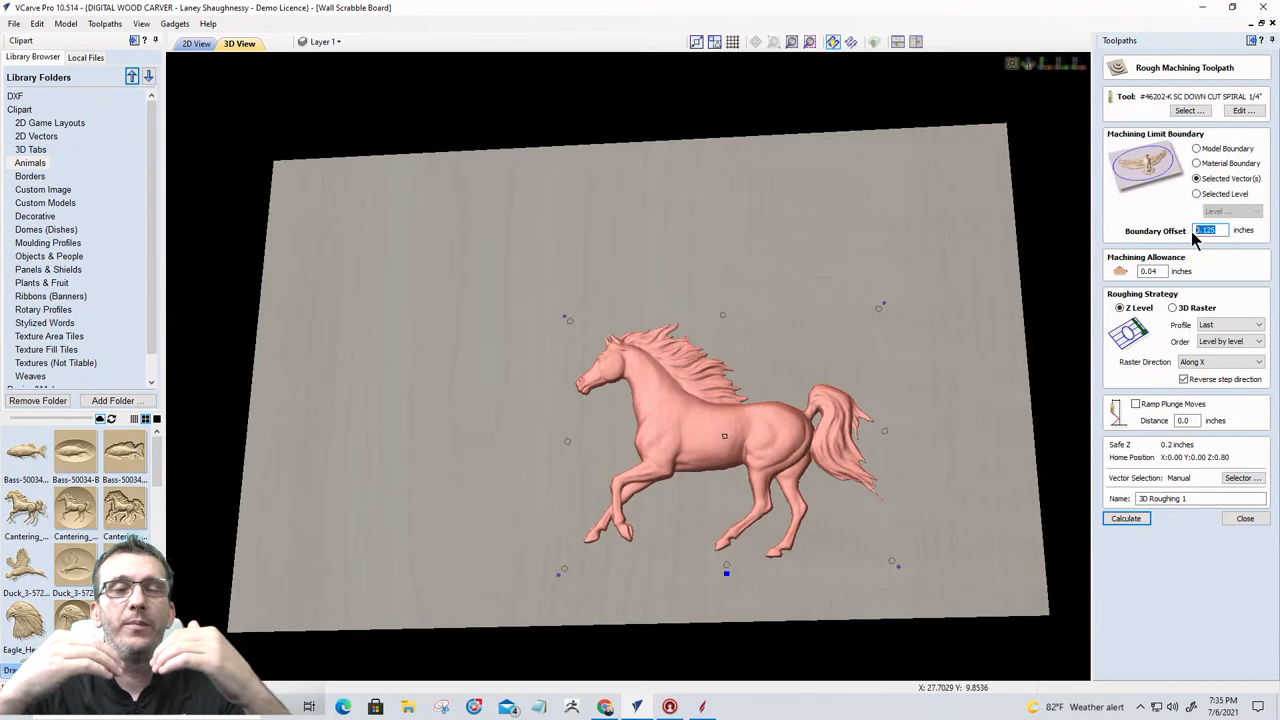 VCarve Pro 10.514 - {DIGITAL WOOD CARVER} - Laney Shaughnessy - Demo Licence} - [Wall Scrabble Board]
File Edit Model Toolpaths View Gadgets Help
Clipart
Library Browser Local Files
Library Folders
DXF
Clipart
2D Game Layouts
2D Vectors
3D Tabs
Animals
Borders
Custom Image
Custom Models
Decorative
Domes (Dishes)
Moulding Profiles
Objects & People
Panels & Shields
Plants & Fruit
Ribbons (Banners)
Rotary Profiles
Stylized Words
Texture Area Tiles
Texture Fill Tiles
Textures (Not Tilable)
Weaves
Remove Folder Add Folder ...
Bass-50034... Bass-50034-B Bass-50034...
Cantering_... Cantering_... Cantering_...
Duck_3-572...
Eagle_He
2D View 3D View Layer 1
Toolpaths
Rough Machining Toolpath
Tool: #46202-K SC DOWN CUT SPIRAL 1/4"
Select ... Edit ...
Machining Limit Boundary
Model Boundary
Material Boundary
Selected Vector(s)
Selected Level
Level ...
Boundary Offset 0.125 inches
Machining Allowance
0.04 inches
Roughing Strategy
Z Level 3D Raster
Profile Last
Order Level by level
Raster Direction Along X
Reverse step direction
Ramp Plunge Moves
Distance 0.0 inches
Safe Z 0.2 inches
Home Position X:0.00 Y:0.00 Z:0.80
Vector Selection: Manual Selector ...
Name: 3D Roughing 1
Calculate Close
X: 27.7029 Y: 9.8536
4
82°F Weather alert
7:35 PM
7/6/2021